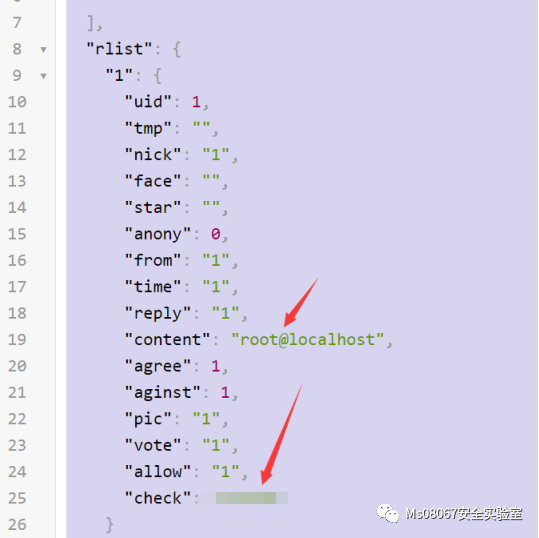 7 ],
8 "rlist": {
9 "1": {
10 "uid": 1,
11 "tmp": "",
12 "nick": "1",
13 "face": "",
14 "star": "",
15 "anony": 0,
16 "from": "1",
17 "time": "1",
18 "reply": "1",
19 "content": "root@localhost",
20 "agree": 1,
21 "aginst": 1,
22 "pic": "1",
23 "vote": "1",
24 "allow": "1",
25 "check":
26 }
Ms08067安全实验室